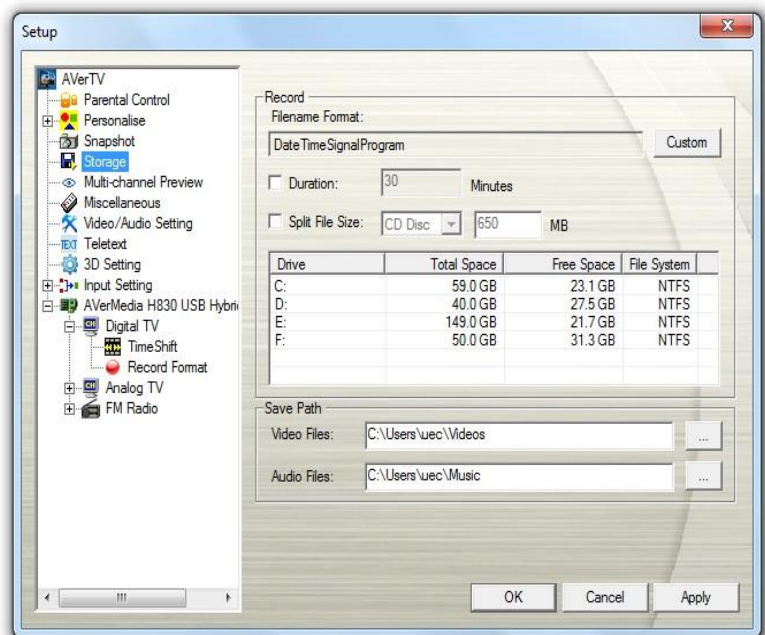 Setup
AVerTV
Parental Control
Personalise
Snapshot
Storage
Multi-channel Preview
Miscellaneous
Video/Audio Setting
TEXT Teletext
3D Setting
Input Setting
AVerMedia H830 USB Hybri
CH Digital TV
TimeShift
Record Format
CH Analog TV
FM Radio
Record
Filename Format:
DateTimeSignalProgram
Custom
Duration: 30 Minutes
Split File Size: CD Disc 650 MB
Drive Total Space Free Space File System
C: 59.0 GB 23.1 GB NTFS
D: 40.0 GB 27.5 GB NTFS
E: 149.0 GB 21.7 GB NTFS
F: 50.0 GB 31.3 GB NTFS
Save Path
Video Files: C:\Users\uec\Videos ...
Audio Files: C:\Users\uec\Music ...
OK Cancel Apply